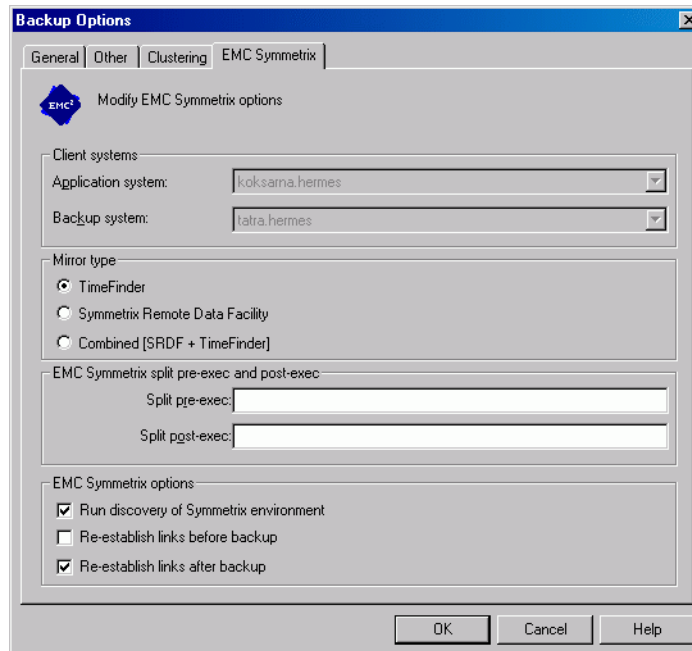 Backup Options
General
Other
Clustering
EMC Symmetrix
EMC²
Modify EMC Symmetrix options
Client systems
Application system:
koksarna.hermes
Backup system:
tatra.hermes
Mirror type
TimeFinder
Symmetrix Remote Data Facility
Combined [SRDF + TimeFinder]
EMC Symmetrix split pre-exec and post-exec
Split pre-exec:
Split post-exec:
EMC Symmetrix options
Run discovery of Symmetrix environment
Re-establish links before backup
Re-establish links after backup
OK
Cancel
Help